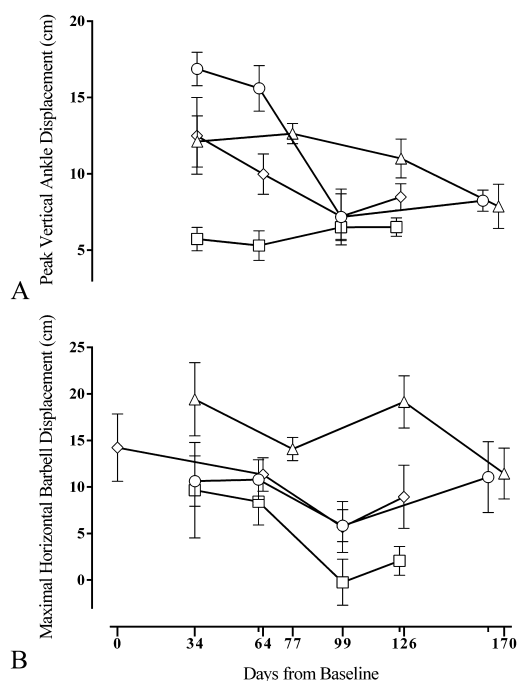 Peak Vertical Ankle Displacement (cm)
20
15
10
5
A
Maximal Horizontal Barbell Displacement (cm)
25
20
15
10
5
0
0 34 64 77 99 126 170
B
Days from Baseline